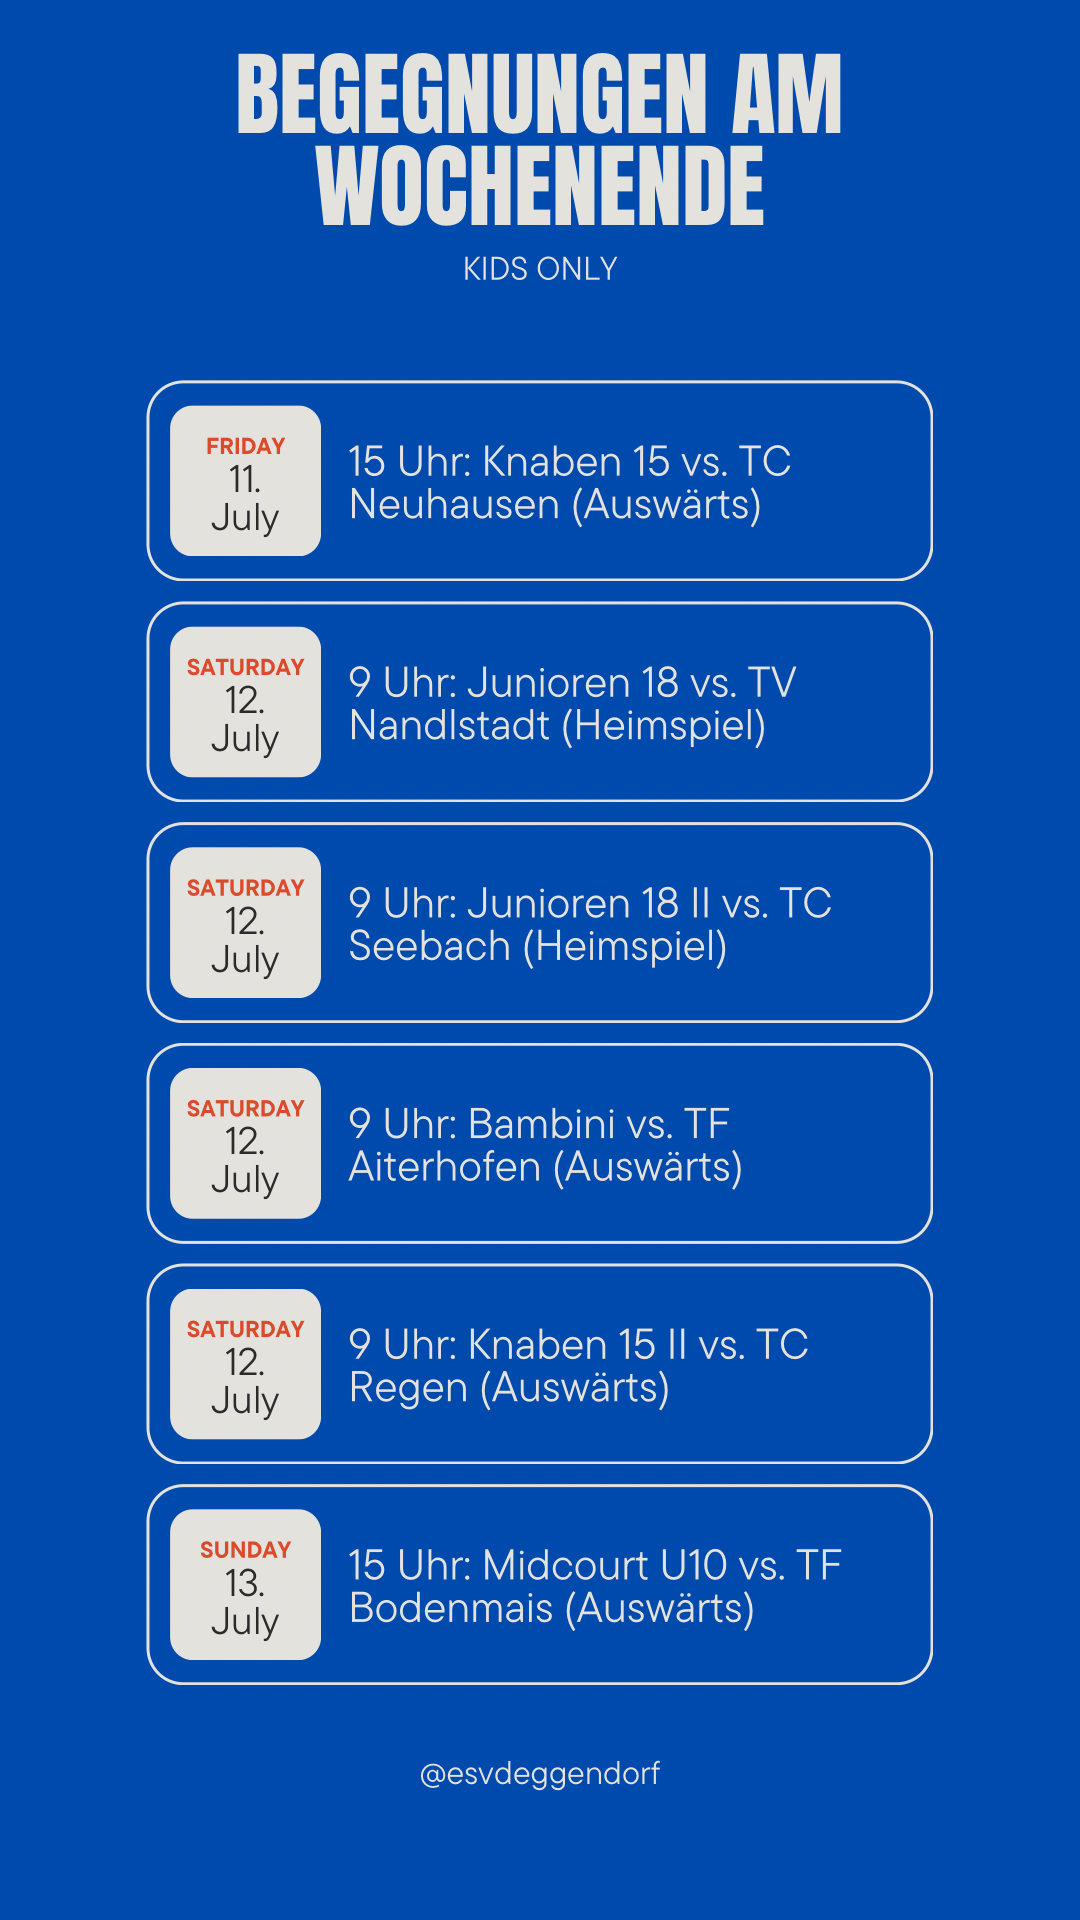 BEGEGNUNGEN AM
WOCHENENDE
KIDS ONLY
FRIDAY
11.
July
15 Uhr: Knaben 15 vs. TC
Neuhausen (Auswärts)
SATURDAY
12.
July
9 Uhr: Junioren 18 vs. TV
Nandlstadt (Heimspiel)
SATURDAY
12.
July
9 Uhr: Junioren 18 II vs. TC
Seebach (Heimspiel)
SATURDAY
12.
July
9 Uhr: Bambini vs. TF
Aiterhofen (Auswärts)
SATURDAY
12.
July
9 Uhr: Knaben 15 II vs. TC
Regen (Auswärts)
SUNDAY
13.
July
15 Uhr: Midcourt U10 vs. TF
Bodenmais (Auswärts)
@esvdeggendorf